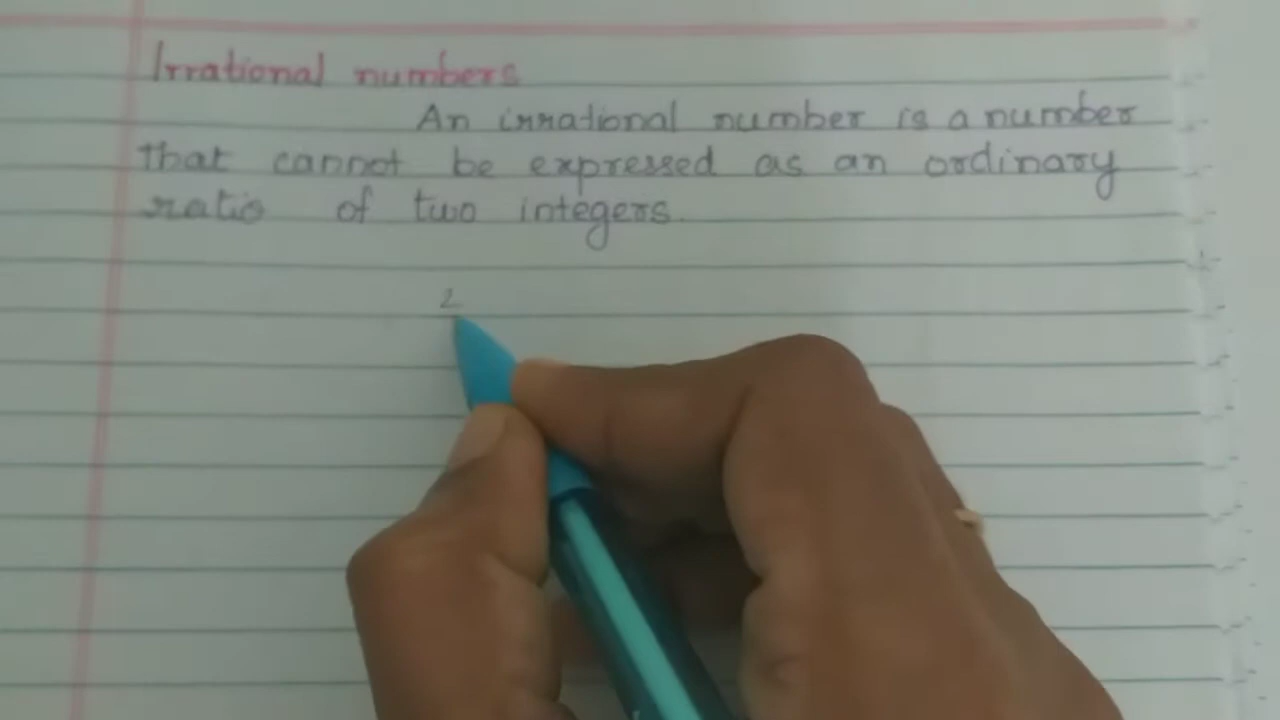 Irrational numbers
An irrational number is a number
that cannot be expressed as an ordinary
ratio of two integers.
2